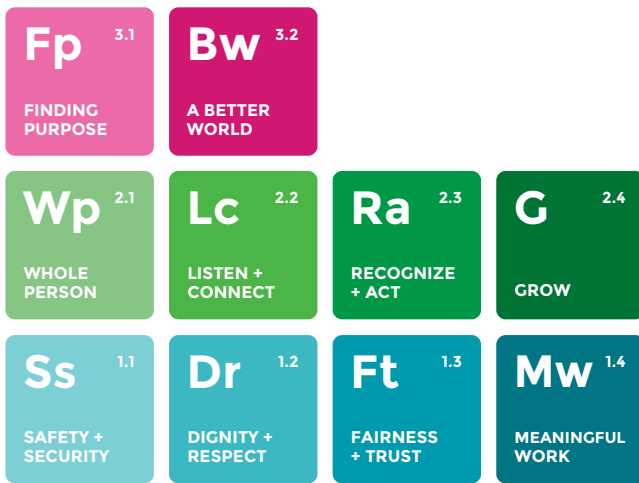 Fp 3.1
FINDING
PURPOSE
Bw 3.2
A BETTER
WORLD
Wp 2.1
WHOLE
PERSON
Lc 2.2
LISTEN +
CONNECT
Ra 2.3
RECOGNIZE
+ ACT
G 2.4
GROW
Ss 1.1
SAFETY +
SECURITY
Dr 1.2
DIGNITY +
RESPECT
Ft 1.3
FAIRNESS
+ TRUST
Mw 1.4
MEANINGFUL
WORK